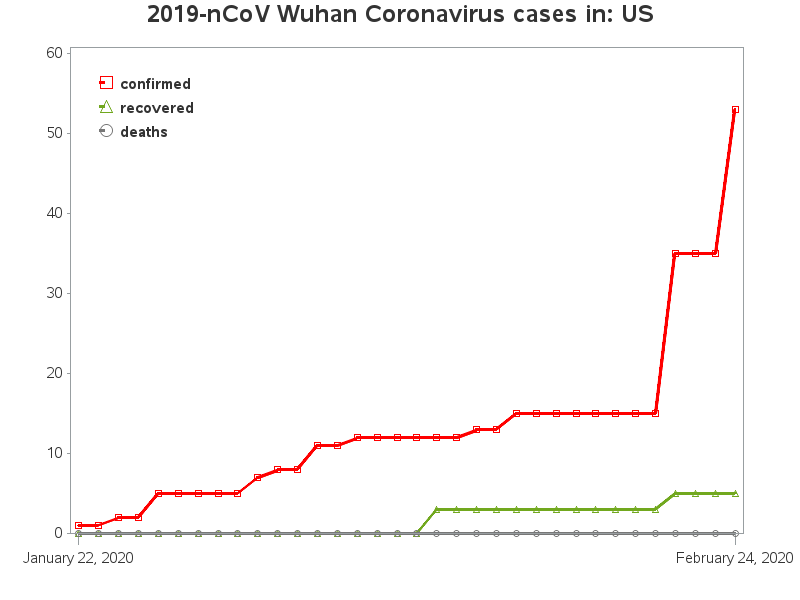 2019-nCoV Wuhan Coronavirus cases in: US
60
confirmed
recovered
deaths
50
40
30
20
10
0
January 22, 2020 February 24, 2020